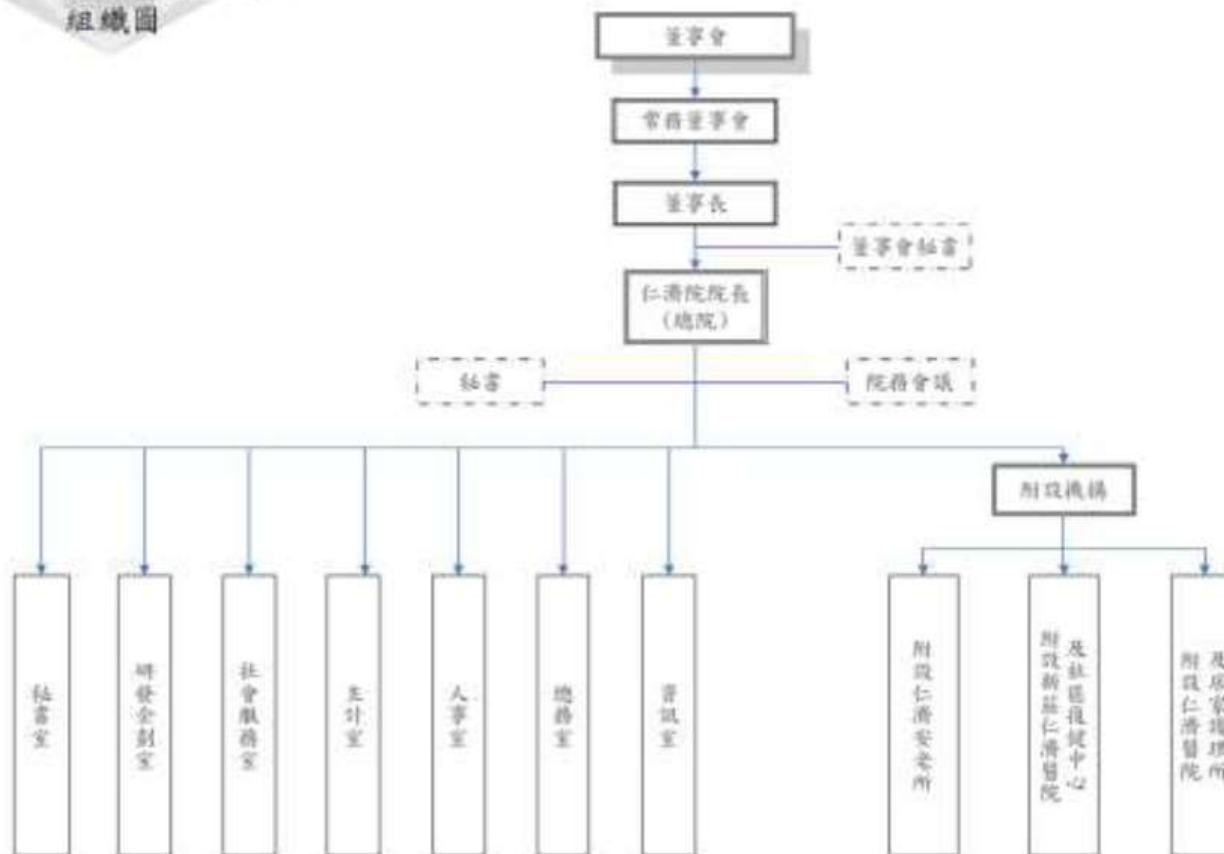 組織圖
董事會
常務董事會
董事長
董事會秘書
仁濟院院長
(總院)
秘書
院務會議
附設機構
秘書室
研發企劃室
社會服務室
主計室
人事室
總務室
資訊室
附設仁濟安老所
附設新莊仁濟醫院
及社區復健中心
附設仁濟醫院
及居家護理所